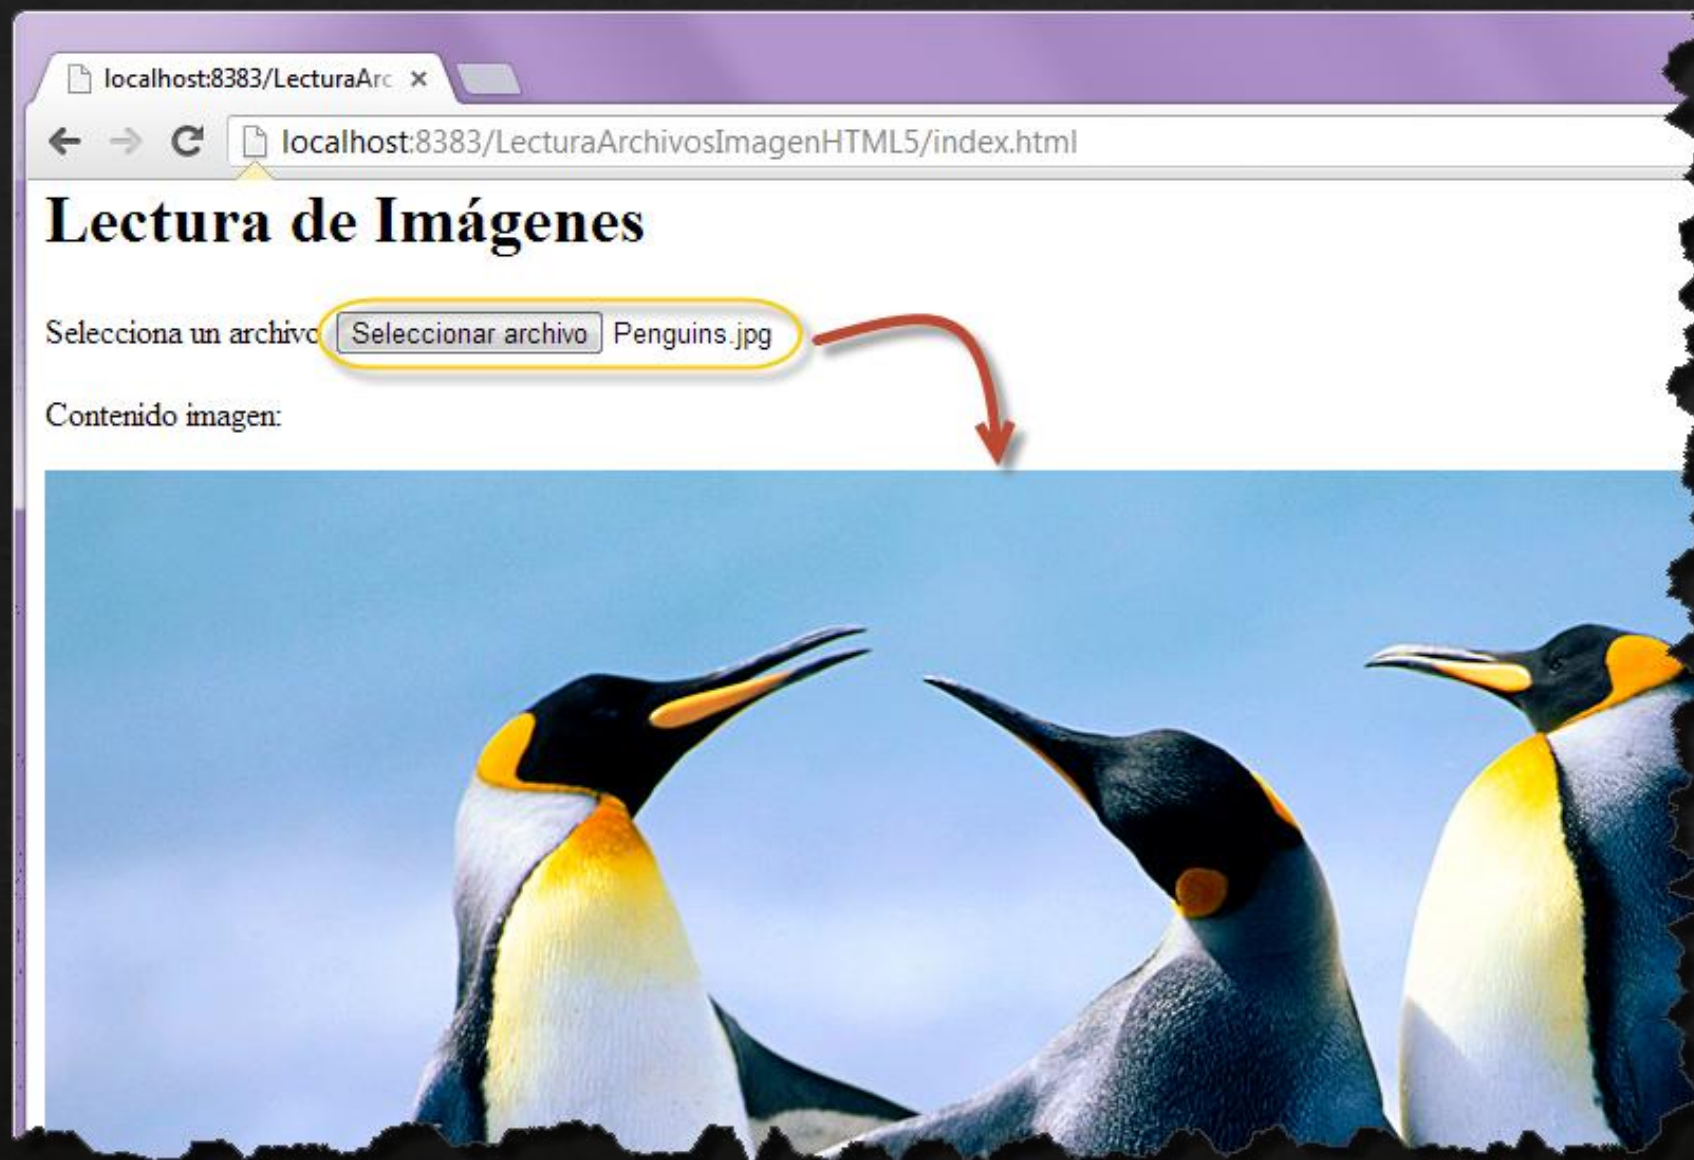 localhost:8383/LecturaArc
localhost:8383/LecturaArchivosImagenHTML5/index.html
Lectura de Imágenes
Selecciona un archivo Seleccionar archivo Penguins.jpg
Contenido imagen: